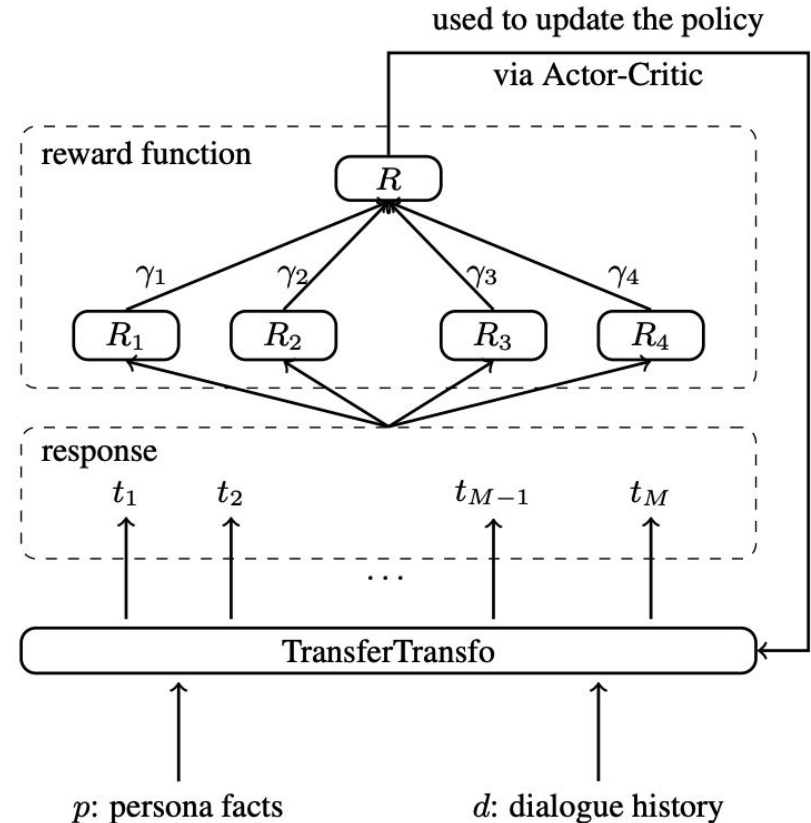 used to update the policy
via Actor-Critic
reward function
R
γ1 γ2 γ3 γ4
R1 R2 R3 R4
response
t1 t2 tM−1 tM
...
TransferTransfo
p: persona facts d: dialogue history